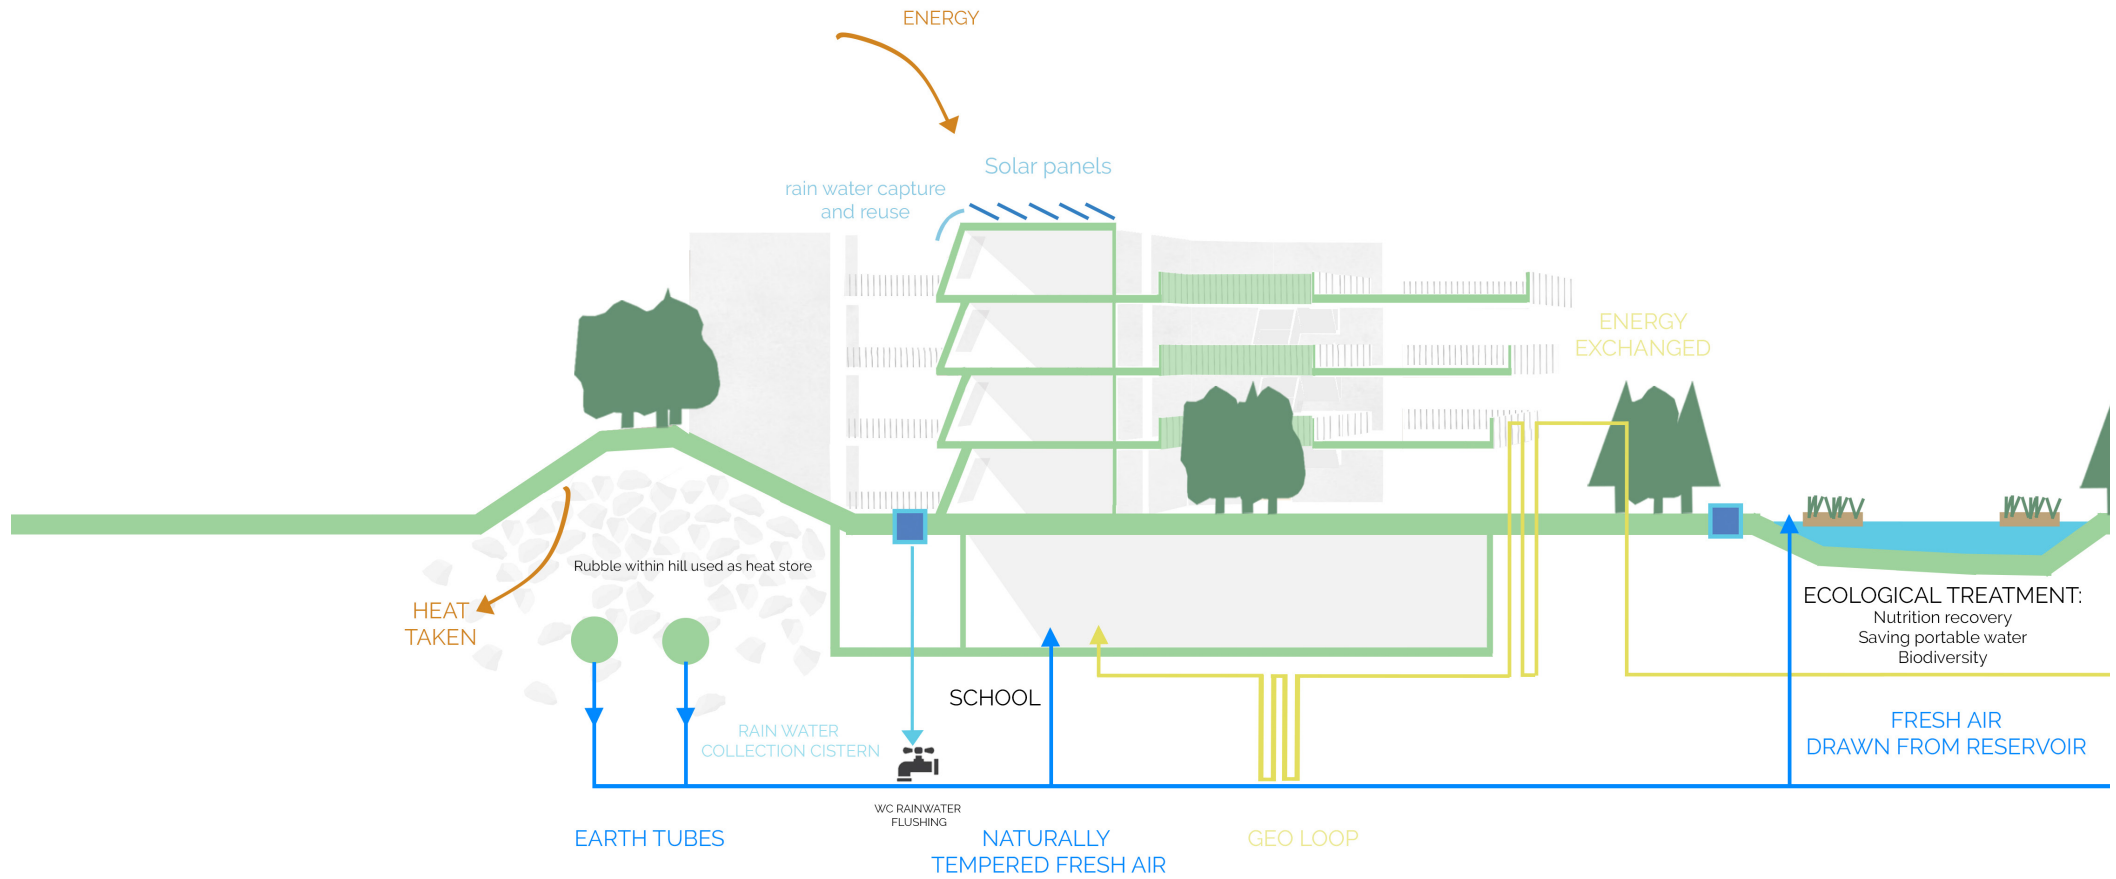 ENERGY
Solar panels
rain water capture
and reuse
ENERGY
EXCHANGED
Rubble within hill used as heat store
HEAT
TAKEN
ECOLOGICAL TREATMENT:
Nutrition recovery
Saving portable water
Biodiversity
SCHOOL
RAIN WATER
COLLECTION CISTERN
FRESH AIR
DRAWN FROM RESERVOIR
WC RAINWATER
FLUSHING
EARTH TUBES
NATURALLY
TEMPERED FRESH AIR
GEO LOOP